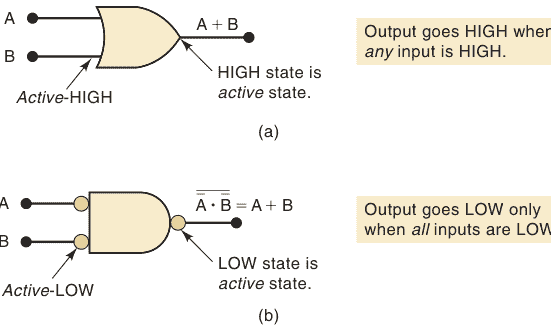 A
A + B
Output goes HIGH when
any input is HIGH.
B
HIGH state is
active state.
Active-HIGH
(a)
A
A̅ · B̅ = A + B
Output goes LOW only
when all inputs are LOW
B
LOW state is
active state.
Active-LOW
(b)